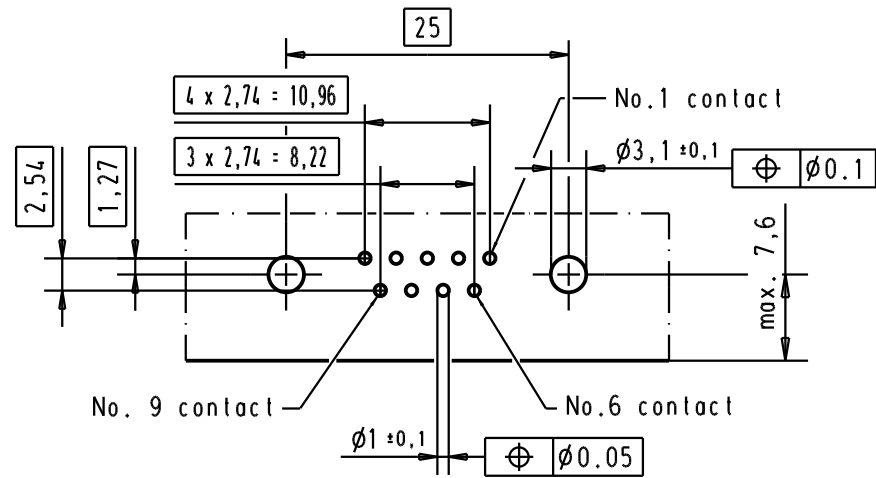 25
4 x 2,74 = 10,96
No.1 contact
3 x 2,74 = 8,22
Ø3,1 ±0,1
⌖ Ø0.1
2,54
1,27
max. 7,6
No. 9 contact
No.6 contact
Ø1 ±0,1
⌖ Ø0.05